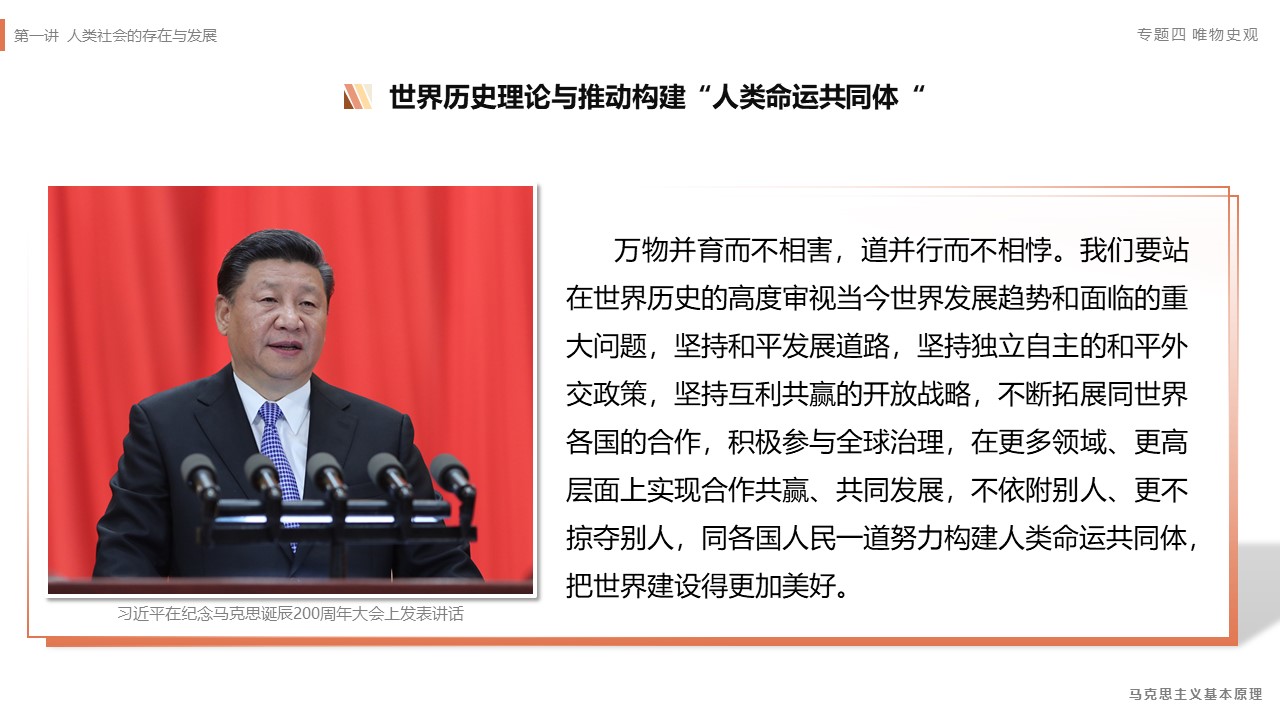 第一讲 人类社会的存在与发展
专题四 唯物史观
世界历史理论与推动构建“人类命运共同体“
万物并育而不相害，道并行而不相悖。我们要站
在世界历史的高度审视当今世界发展趋势和面临的重
大问题，坚持和平发展道路，坚持独立自主的和平外
交政策，坚持互利共赢的开放战略，不断拓展同世界
各国的合作，积极参与全球治理，在更多领域、更高
层面上实现合作共赢、共同发展，不依附别人、更不
掠夺别人，同各国人民一道努力构建人类命运共同体，
把世界建设得更加美好。
习近平在纪念马克思诞辰200周年大会上发表讲话
马克思主义基本原理